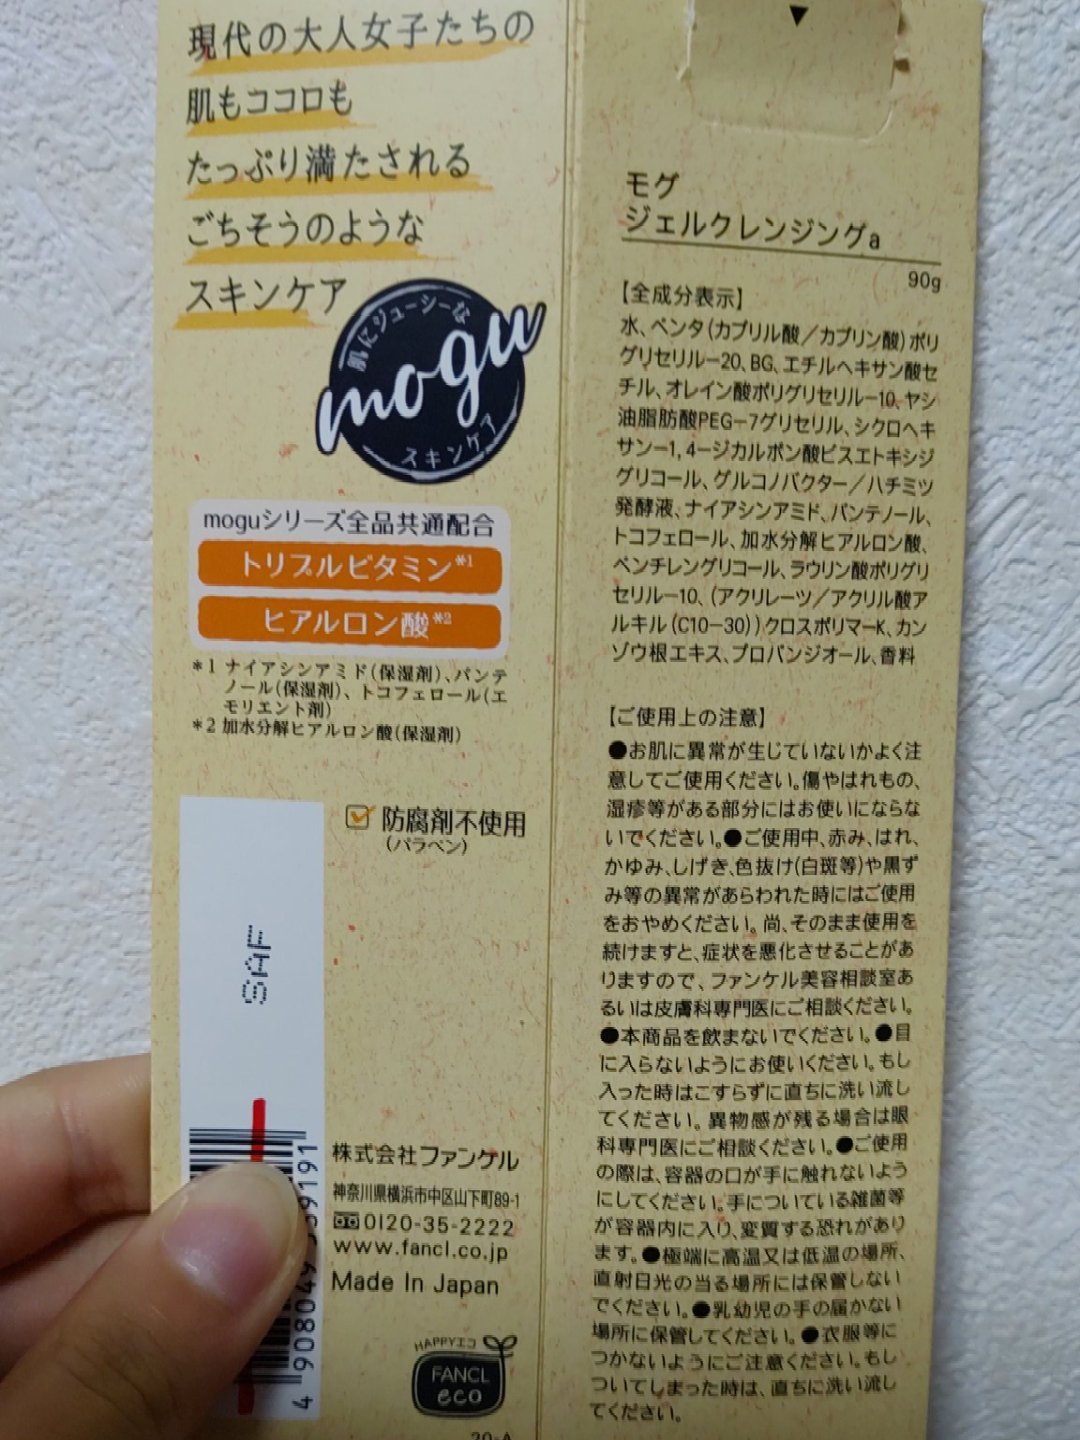 現代の大人女子たちの
肌もココロも
たっぷり満たされる
ごちそうのような
スキンケア
肌にジューシーな
mogu
スキンケア
moguシリーズ全品共通配合
トリプルビタミン*1
ヒアルロン酸*2
*1 ナイアシンアミド(保湿剤)、パンテ
ノール(保湿剤)、トコフェロール(エ
モリエント剤)
*2 加水分解ヒアルロン酸(保湿剤)
防腐剤不使用
(パラベン)
SAF
株式会社ファンケル
神奈川県横浜市中区山下町89-1
0120-35-2222
www.fancl.co.jp
Made In Japan
HAPPYエコ
FANCL
eco
20-A
モグ
ジェルクレンジングa
90g
【全成分表示】
水、ペンタ(カプリル酸/カプリン酸)ポリ
グリセリル-20、BG、エチルヘキサン酸セ
チル、オレイン酸ポリグリセリル-10、ヤシ
油脂肪酸PEG-7グリセリル、シクロヘキ
サン-1,4-ジカルボン酸ビスエトキシジ
グリコール、グルコノバクター/ハチミツ
発酵液、ナイアシンアミド、パンテノール、
トコフェロール、加水分解ヒアルロン酸、
ペンチレングリコール、ラウリン酸ポリグリ
セリル-10、(アクリレーツ/アクリル酸ア
ルキル(C10-30))クロスポリマーK、カン
ゾウ根エキス、プロパンジオール、香料
【ご使用上の注意】
●お肌に異常が生じていないかよく注
意してご使用ください。傷やはれもの、
湿疹等がある部分にはお使いにならな
いでください。●ご使用中、赤み、はれ、
かゆみ、しげき、色抜け(白斑等)や黒ず
み等の異常があらわれた時にはご使用
をおやめください。尚、そのまま使用を
続けますと、症状を悪化させることがあ
りますので、ファンケル美容相談室あ
るいは皮膚科専門医にご相談ください。
●本商品を飲まないでください。●目
に入らないようにお使いください。もし
入った時はこすらずに直ちに洗い流し
てください。異物感が残る場合は眼
科専門医にご相談ください。●ご使用
の際は、容器の口が手に触れないよう
にしてください。手についている雑菌等
が容器内に入り、変質する恐れがあり
ます。●極端に高温又は低温の場所、
直射日光の当る場所には保管しない
でください。●乳幼児の手の届かない
場所に保管してください。●衣服等に
つかないようにご注意ください。もし
ついてしまった時は、直ちに洗い流し
てください。